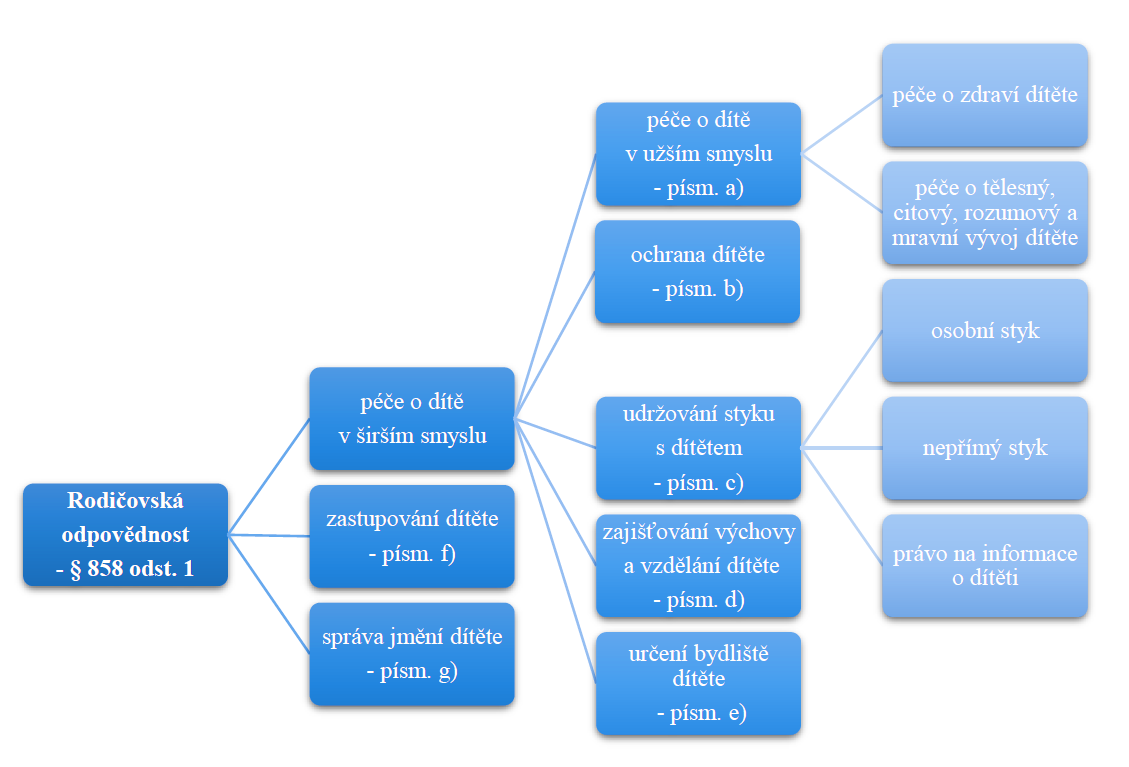 Rodičovská
odpovědnost
- § 858 odst. 1
péče o dítě
v širším smyslu
zastupování dítěte
- písm. f)
správa jmění dítěte
- písm. g)
péče o dítě
v užším smyslu
- písm. a)
ochrana dítěte
- písm. b)
udržování styku
s dítětem
- písm. c)
zajišťování výchovy
a vzdělání dítěte
- písm. d)
určení bydliště
dítěte
- písm. e)
péče o zdraví dítěte
péče o tělesný,
citový, rozumový a
mravní vývoj dítěte
osobní styk
nepřímý styk
právo na informace
o dítěti